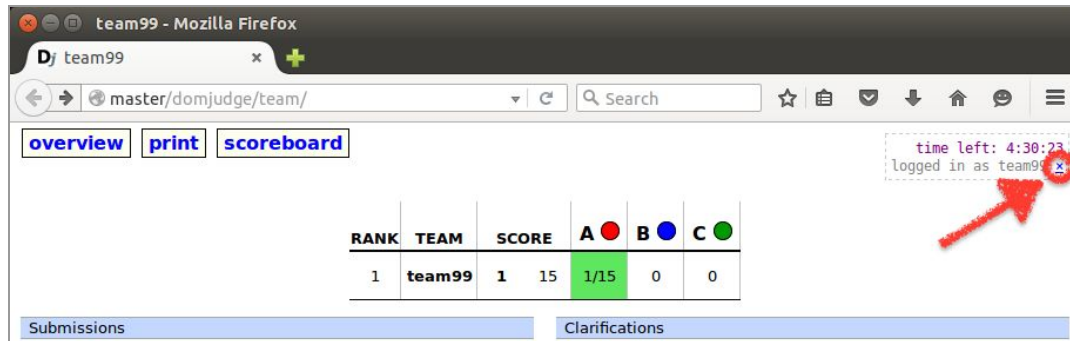 team99 - Mozilla Firefox
Dj team99
master/domjudge/team/
Search
overview print scoreboard
time left: 4:30:23
logged in as team99 x
RANK TEAM SCORE A B C
1 team99 1 15 1/15 0 0
Submissions Clarifications